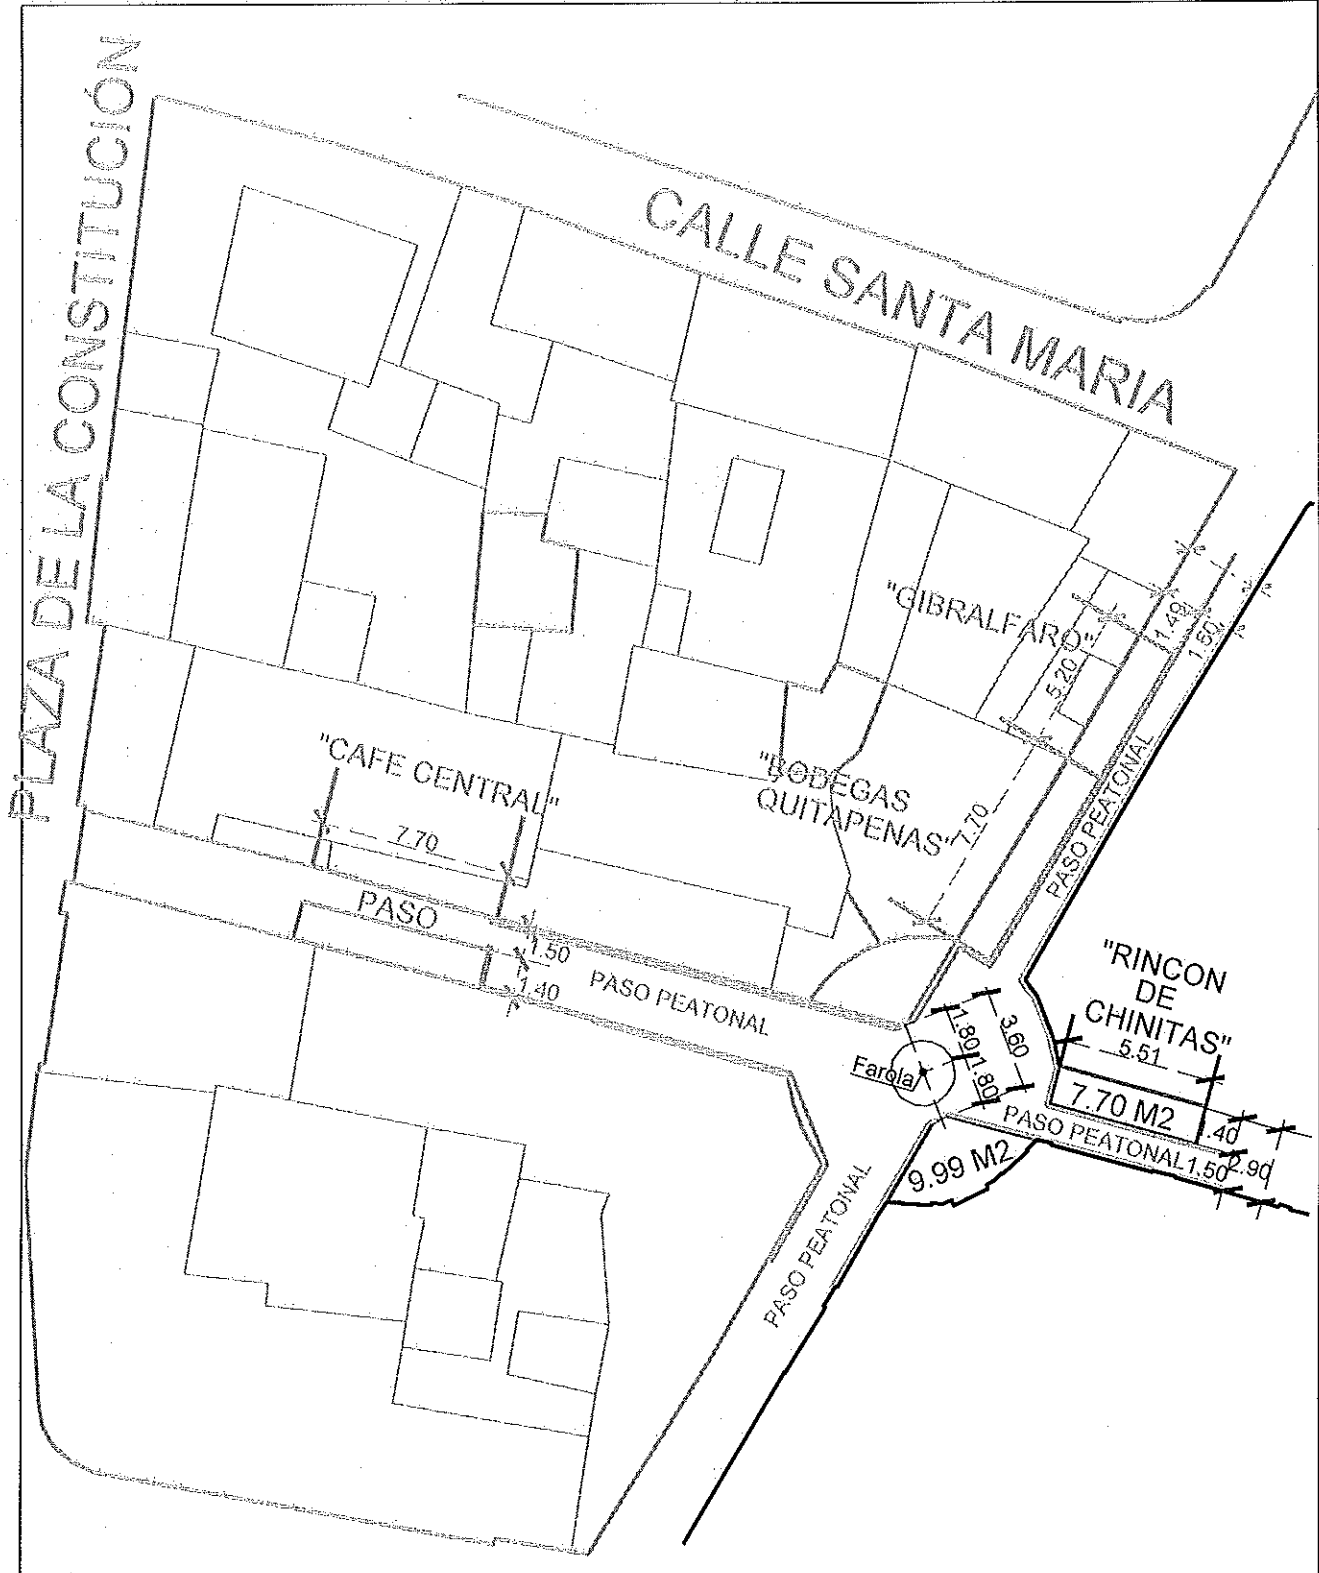 PLAZA DE LA CONSTITUCIÓN
CALLE SANTA MARIA
"GIBRALFARO"
5.20
1.49
1.50
"CAFE CENTRAL"
7.70
"BODEGAS
QUITAPENAS"
7.70
PASO PEATONAL
PASO
1.50
1.40
PASO PEATONAL
"RINCON
DE
CHINITAS"
5.51
1.80
1.80
3.60
Farola
7.70 M2
PASO PEATONAL
1.50
.40
2.90
9.99 M2
PASO PEATONAL